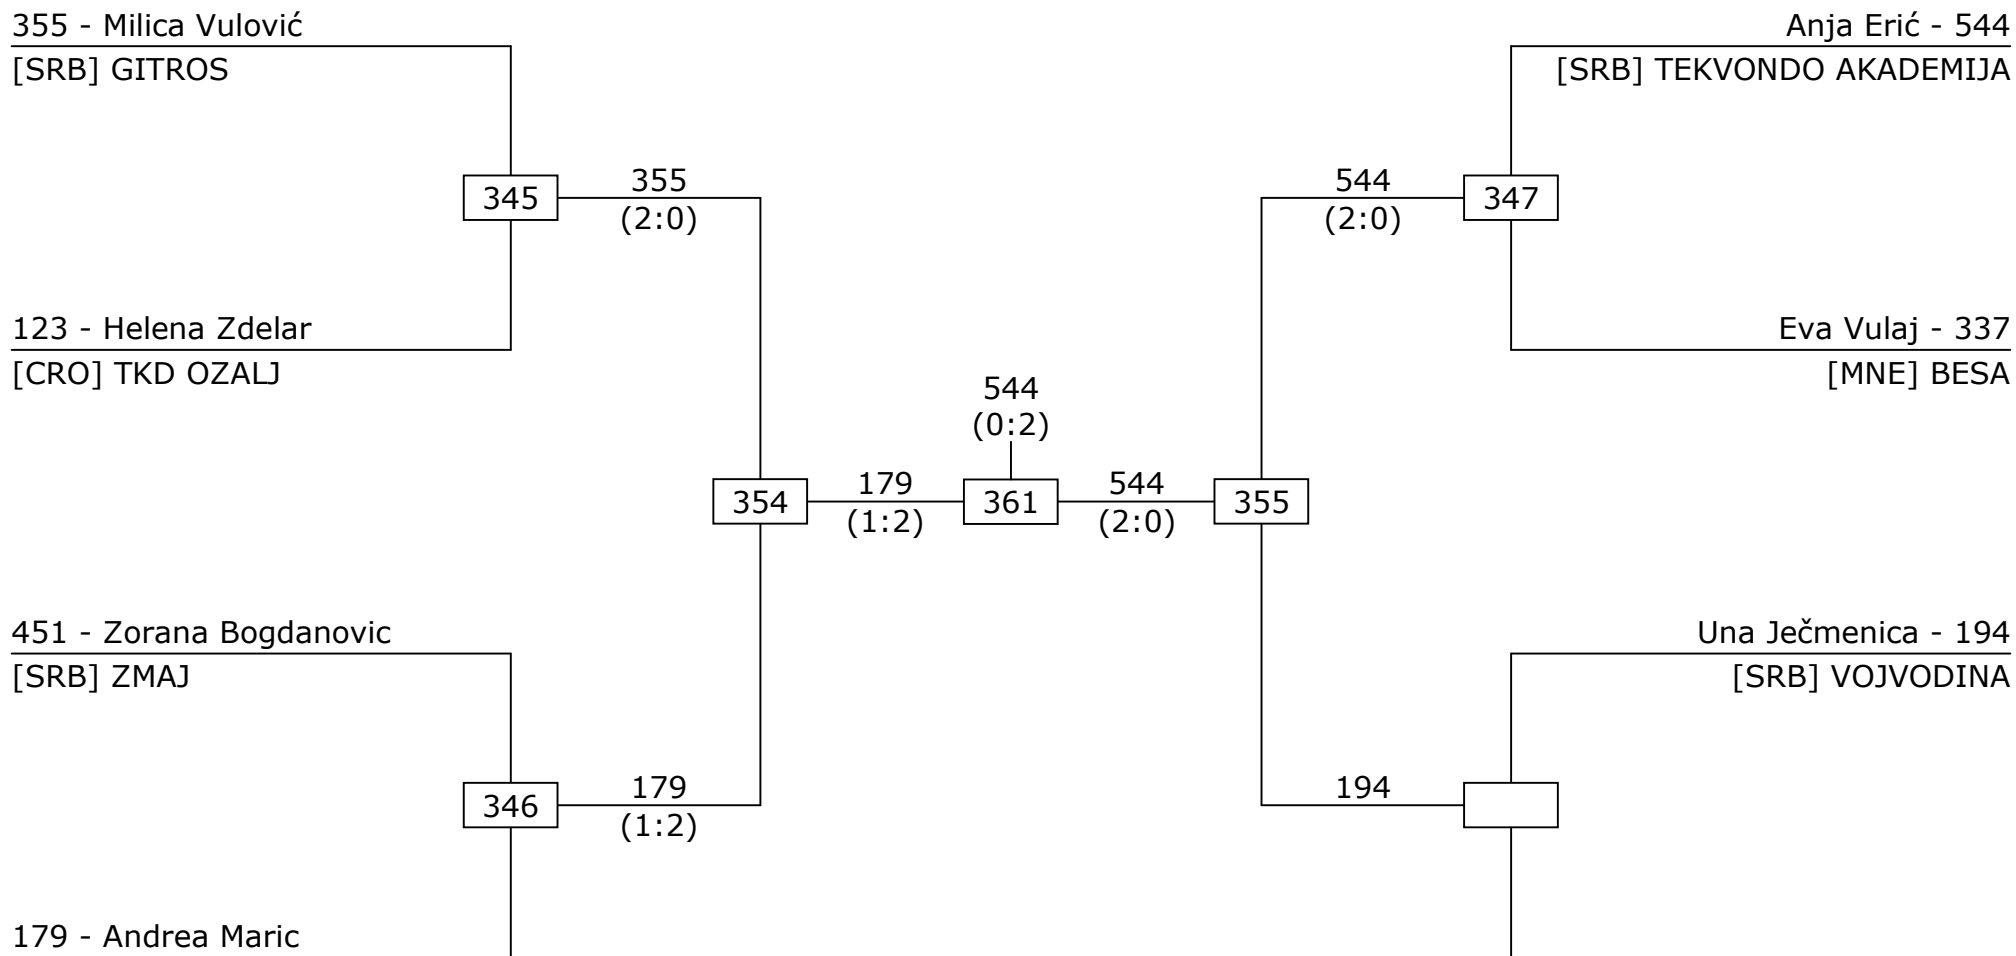 355 - Milica Vulović
[SRB] GITROS
345
355
(2:0)
123 - Helena Zdelar
[CRO] TKD OZALJ
354
179
(1:2)
451 - Zorana Bogdanovic
[SRB] ZMAJ
346
179
(1:2)
179 - Andrea Maric
544
(0:2)
361
Anja Erić - 544
[SRB] TEKVONDO AKADEMIJA
544
(2:0)
347
Eva Vulaj - 337
[MNE] BESA
544
(2:0)
355
Una Ječmenica - 194
[SRB] VOJVODINA
194